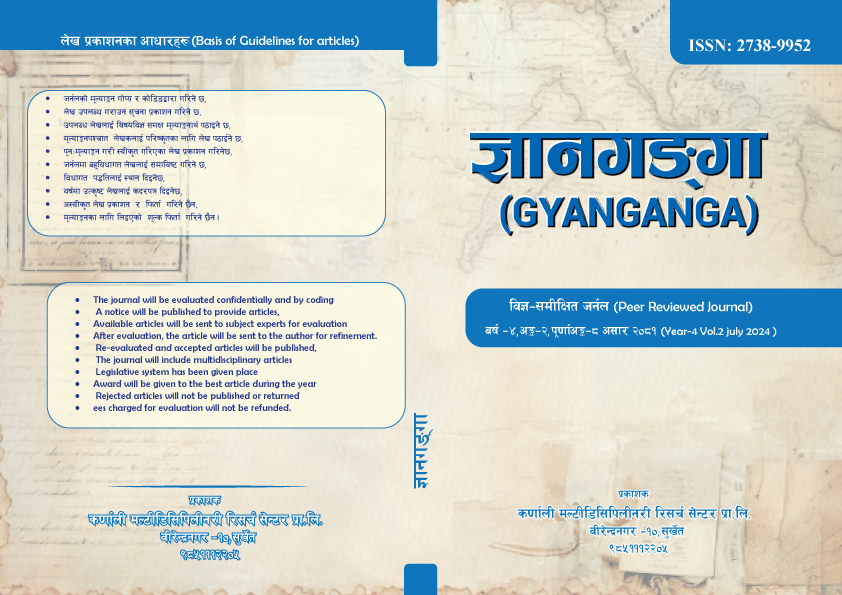 लेख प्रकाशनका आधारहरू (Basis of Guidelines for articles)
• जर्नलको मूल्याङ्कन गोप्य र कोडिङद्वारा गरिने छ,
• लेख उपलब्ध गराउन सूचना प्रकाशन गरिने छ,
• उपलब्ध लेखलाई विषयविज्ञ समक्ष मूल्याङ्कनार्थ पठाइने छ,
• मूल्याङ्कनपश्चात लेखकलाई परिष्कृतका लागि लेख पठाईने छ,
• पुनःमूल्याङ्कन गरी स्वीकृत गरिएका लेख प्रकाशन गरिनेछ,
• जर्नलमा बहुविधागत लेखलाई समाविष्ट गरिने छ,
• विधागत पद्धतिलाई स्थान दिइनेछ,
• वर्षमा उत्कृष्ट लेखलाई कदरपत्र दिइनेछ,
• अस्वीकृत लेख प्रकाशन र फिर्ता गरिने छैन,
• मूल्याङ्कनका लागि लिइएको शुल्क फिर्ता गरिने छैन।
• The journal will be evaluated confidentially and by coding
• A notice will be published to provide articles,
• Available articles will be sent to subject experts for evaluation
• After evaluation, the article will be sent to the author for refinement.
• Re-evaluated and accepted articles will be published,
• The journal will include multidisciplinary articles
• Legislative system has been given place
• Award will be given to the best article during the year
• Rejected articles will not be published or returned
• ees charged for evaluation will not be refunded.
प्रकाशक
कर्णाली मल्टीडिसिपिलीनरी रिसर्च सेन्टर प्रा.लि.
वीरेन्द्रनगर -१०,सुर्खेत
९८५१११२२०५
ज्ञानगङ्गा
ISSN: 2738-9952
ज्ञानगङ्गा
(GYANGANGA)
विज्ञ-समीक्षित जर्नल (Peer Reviewed Journal)
बर्ष -४,अङ्क-२,पूर्णाअङ्क-८ असार २०८१ (Year-4 Vol.2 july 2024 )
प्रकाशक
कर्णाली मल्टीडिसिपिलीनरी रिसर्च सेन्टर प्रा.लि.
वीरेन्द्रनगर -१०,सुर्खेत
९८५१११२२०५